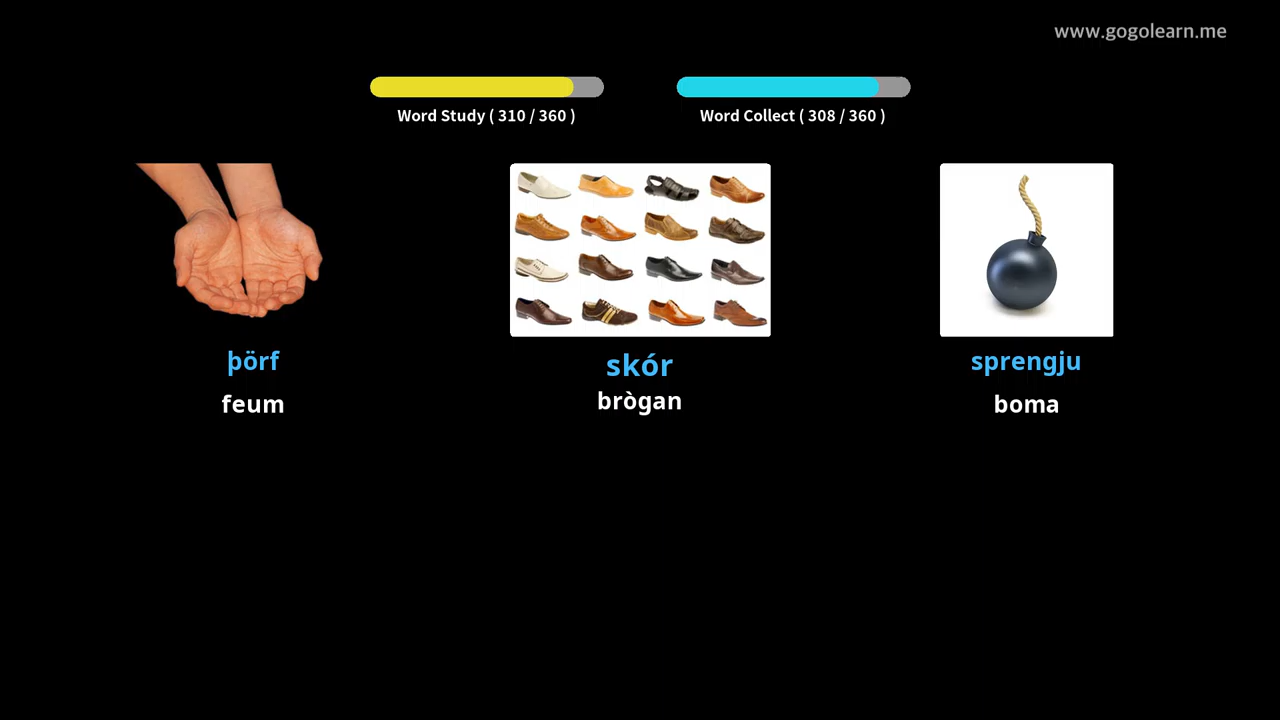 www.gogolearn.me
Word Study ( 310 / 360 )
Word Collect ( 308 / 360 )
þörf
feum
skór
brògan
sprengju
boma